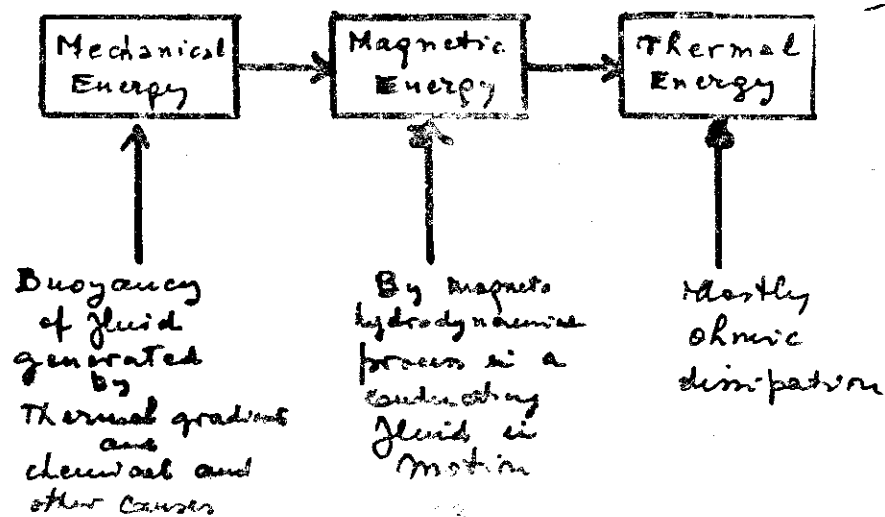 Mechanical
Energy
Magnetic
Energy
Thermal
Energy
Buoyancy
of fluid
generated
by
Thermal gradient
and
chemical and
other causes
By magneto
hydrodynamical
process in a
conducting
fluid in
motion
Mostly
ohmic
dissipation